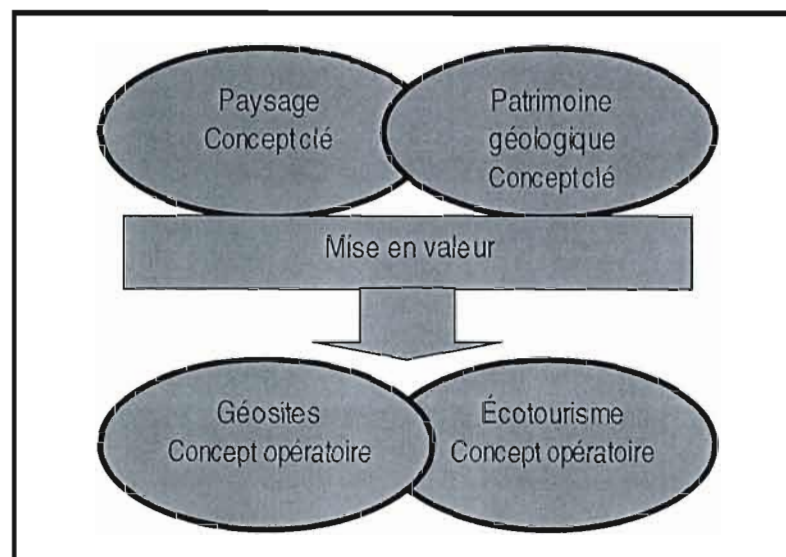 Paysage
Concept clé
Patrimoine
géologique
Concept clé
Mise en valeur
Géosites
Concept opératoire
Écotourisme
Concept opératoire